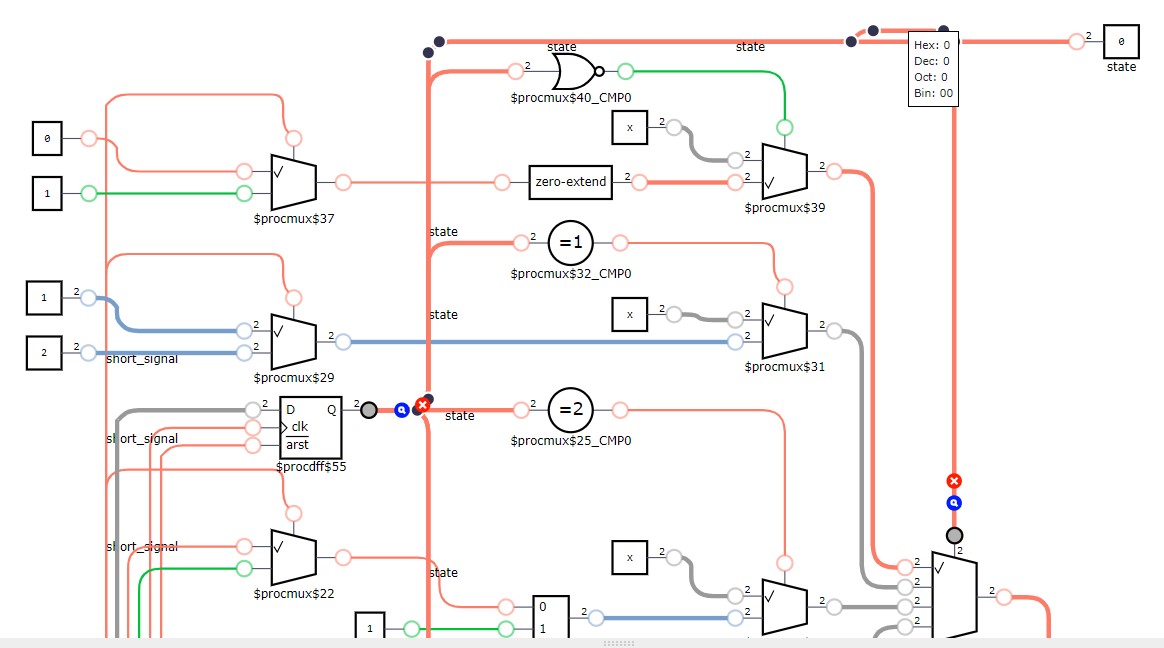 state
state
2
0
state
Hex: 0
Dec: 0
Oct: 0
Bin: 00
2
$procmux$40_CMP0
0
1
✓
$procmux$37
x
2
2
zero-extend
2
2
✓
2
$procmux$39
state
2
=1
$procmux$32_CMP0
1
2
2
✓
2
2
2
2
short_signal
$procmux$29
state
x
2
2
✓
2
2
$procmux$31
2
D
Q
2
clk
arst
short_signal
$procdff$55
state
2
=2
$procmux$25_CMP0
short_signal
✓
$procmux$22
state
x
2
2
✓
2
2
1
0
1
2
2
2
✓
2
2
2
2